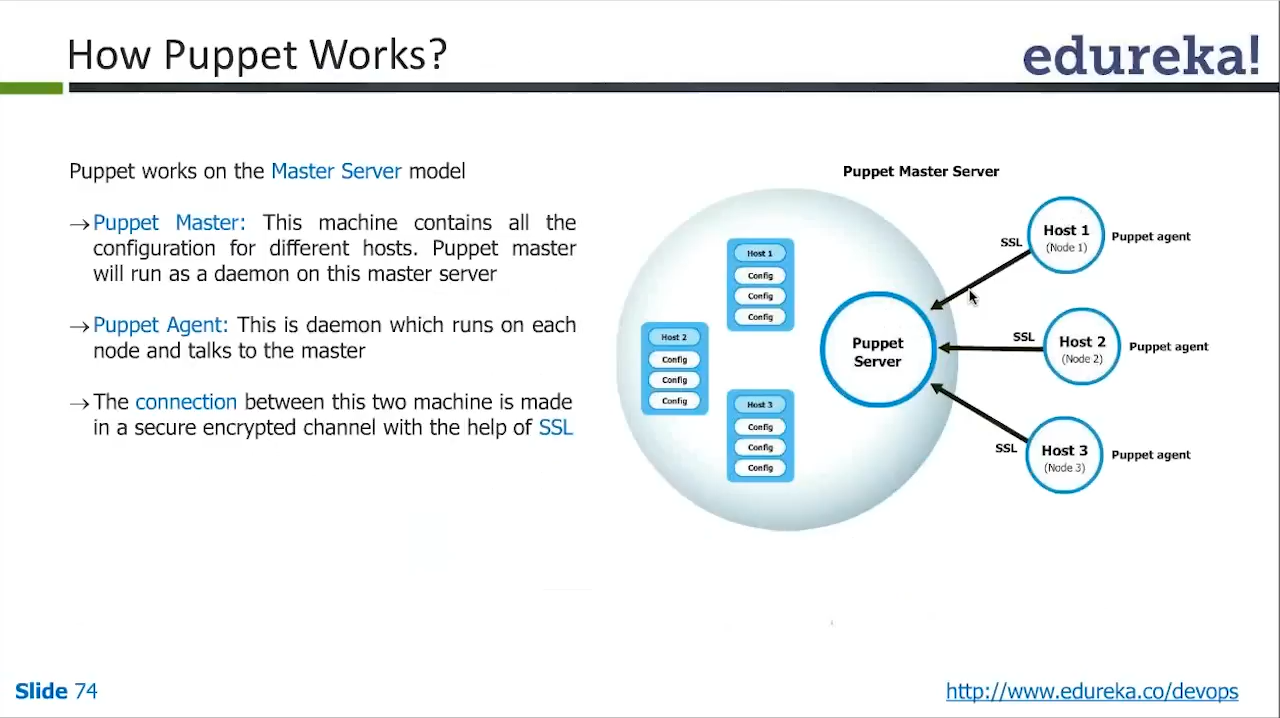 How Puppet Works?
edureka!
Puppet works on the Master Server model
→Puppet Master: This machine contains all the
configuration for different hosts. Puppet master
will run as a daemon on this master server
→Puppet Agent: This is daemon which runs on each
node and talks to the master
→The connection between this two machine is made
in a secure encrypted channel with the help of SSL
Puppet Master Server
Host 1
Config
Config
Config
Host 2
Config
Config
Config
Host 3
Config
Config
Config
Puppet
Server
SSL
Host 1
(Node 1)
Puppet agent
SSL
Host 2
(Node 2)
Puppet agent
SSL
Host 3
(Node 3)
Puppet agent
Slide 74
http://www.edureka.co/devops